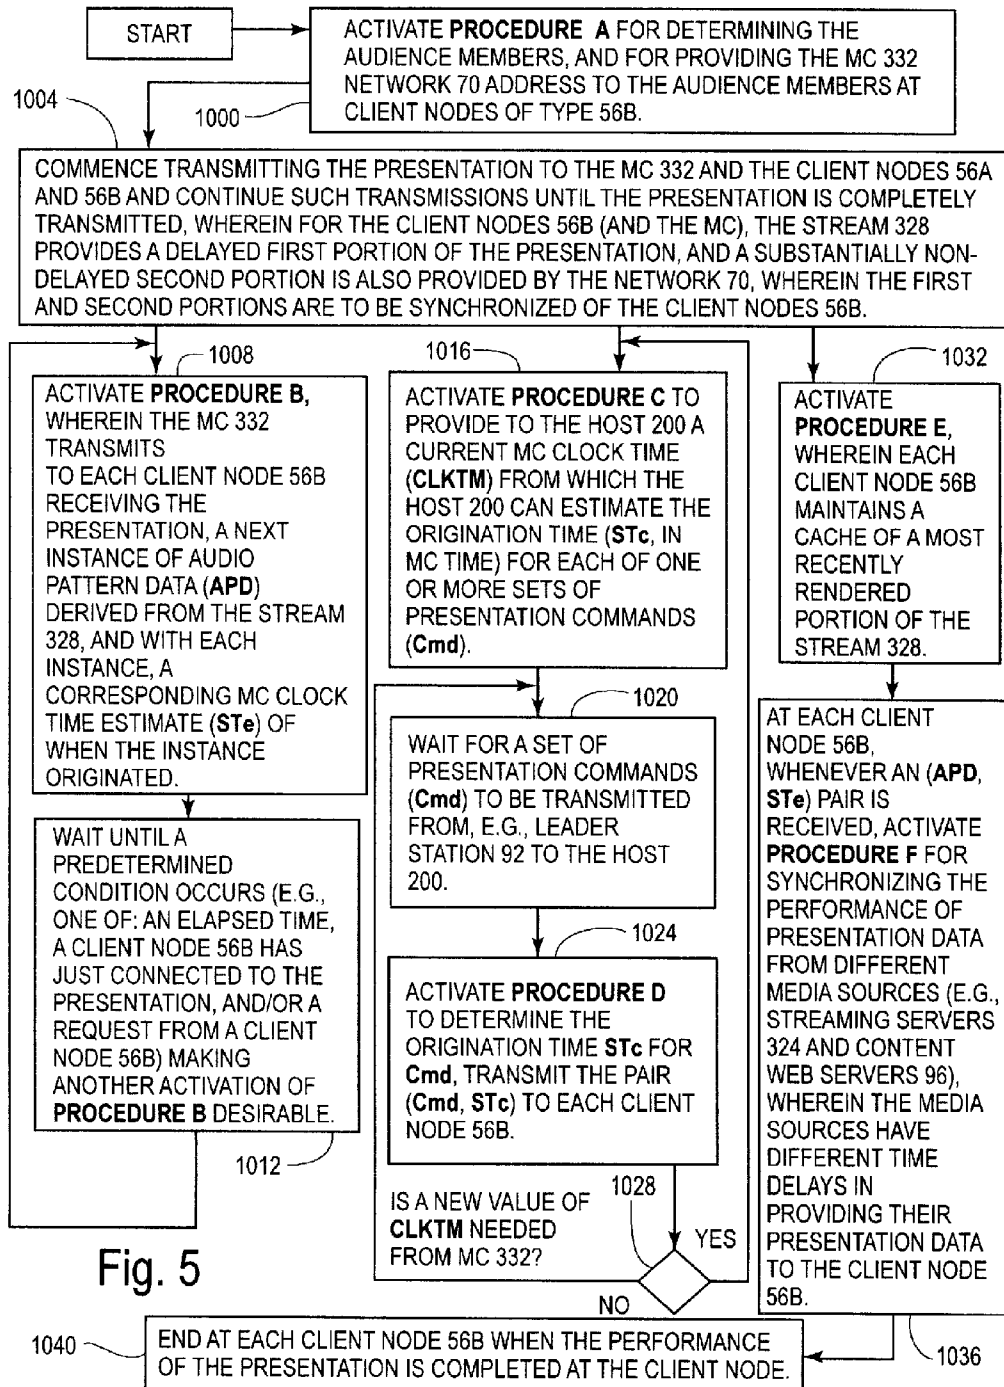 START
ACTIVATE PROCEDURE A FOR DETERMINING THE
AUDIENCE MEMBERS, AND FOR PROVIDING THE MC 332
NETWORK 70 ADDRESS TO THE AUDIENCE MEMBERS AT
CLIENT NODES OF TYPE 56B.
1000
1004
COMMENCE TRANSMITTING THE PRESENTATION TO THE MC 332 AND THE CLIENT NODES 56A
AND 56B AND CONTINUE SUCH TRANSMISSIONS UNTIL THE PRESENTATION IS COMPLETELY
TRANSMITTED, WHEREIN FOR THE CLIENT NODES 56B (AND THE MC), THE STREAM 328
PROVIDES A DELAYED FIRST PORTION OF THE PRESENTATION, AND A SUBSTANTIALLY NON-
DELAYED SECOND PORTION IS ALSO PROVIDED BY THE NETWORK 70, WHEREIN THE FIRST
AND SECOND PORTIONS ARE TO BE SYNCHRONIZED OF THE CLIENT NODES 56B.
1008
ACTIVATE PROCEDURE B,
WHEREIN THE MC 332
TRANSMITS
TO EACH CLIENT NODE 56B
RECEIVING THE
PRESENTATION, A NEXT
INSTANCE OF AUDIO
PATTERN DATA (APD)
DERIVED FROM THE STREAM
328, AND WITH EACH
INSTANCE, A
CORRESPONDING MC CLOCK
TIME ESTIMATE (STe) OF
WHEN THE INSTANCE
ORIGINATED.
WAIT UNTIL A
PREDETERMINED
CONDITION OCCURS (E.G.,
ONE OF: AN ELAPSED TIME,
A CLIENT NODE 56B HAS
JUST CONNECTED TO THE
PRESENTATION, AND/OR A
REQUEST FROM A CLIENT
NODE 56B) MAKING
ANOTHER ACTIVATION OF
PROCEDURE B DESIRABLE.
1012
1016
ACTIVATE PROCEDURE C TO
PROVIDE TO THE HOST 200 A
CURRENT MC CLOCK TIME
(CLKTM) FROM WHICH THE
HOST 200 CAN ESTIMATE THE
ORIGINATION TIME (STc, IN
MC TIME) FOR EACH OF ONE
OR MORE SETS OF
PRESENTATION COMMANDS
(Cmd).
1020
WAIT FOR A SET OF
PRESENTATION COMMANDS
(Cmd) TO BE TRANSMITTED
FROM, E.G., LEADER
STATION 92 TO THE HOST
200.
1024
ACTIVATE PROCEDURE D
TO DETERMINE THE
ORIGINATION TIME STc FOR
Cmd, TRANSMIT THE PAIR
(Cmd, STc) TO EACH CLIENT
NODE 56B.
1028
IS A NEW VALUE OF
CLKTM NEEDED
FROM MC 332?
YES
NO
1032
ACTIVATE
PROCEDURE E,
WHEREIN EACH
CLIENT NODE 56B
MAINTAINS A
CACHE OF A MOST
RECENTLY
RENDERED
PORTION OF THE
STREAM 328.
AT EACH CLIENT
NODE 56B,
WHENEVER AN (APD,
STe) PAIR IS
RECEIVED, ACTIVATE
PROCEDURE F FOR
SYNCHRONIZING THE
PERFORMANCE OF
PRESENTATION DATA
FROM DIFFERENT
MEDIA SOURCES (E.G.,
STREAMING SERVERS
324 AND CONTENT
WEB SERVERS 96),
WHEREIN THE MEDIA
SOURCES HAVE
DIFFERENT TIME
DELAYS IN
PROVIDING THEIR
PRESENTATION DATA
TO THE CLIENT NODE
56B.
1036
Fig. 5
1040
END AT EACH CLIENT NODE 56B WHEN THE PERFORMANCE
OF THE PRESENTATION IS COMPLETED AT THE CLIENT NODE.